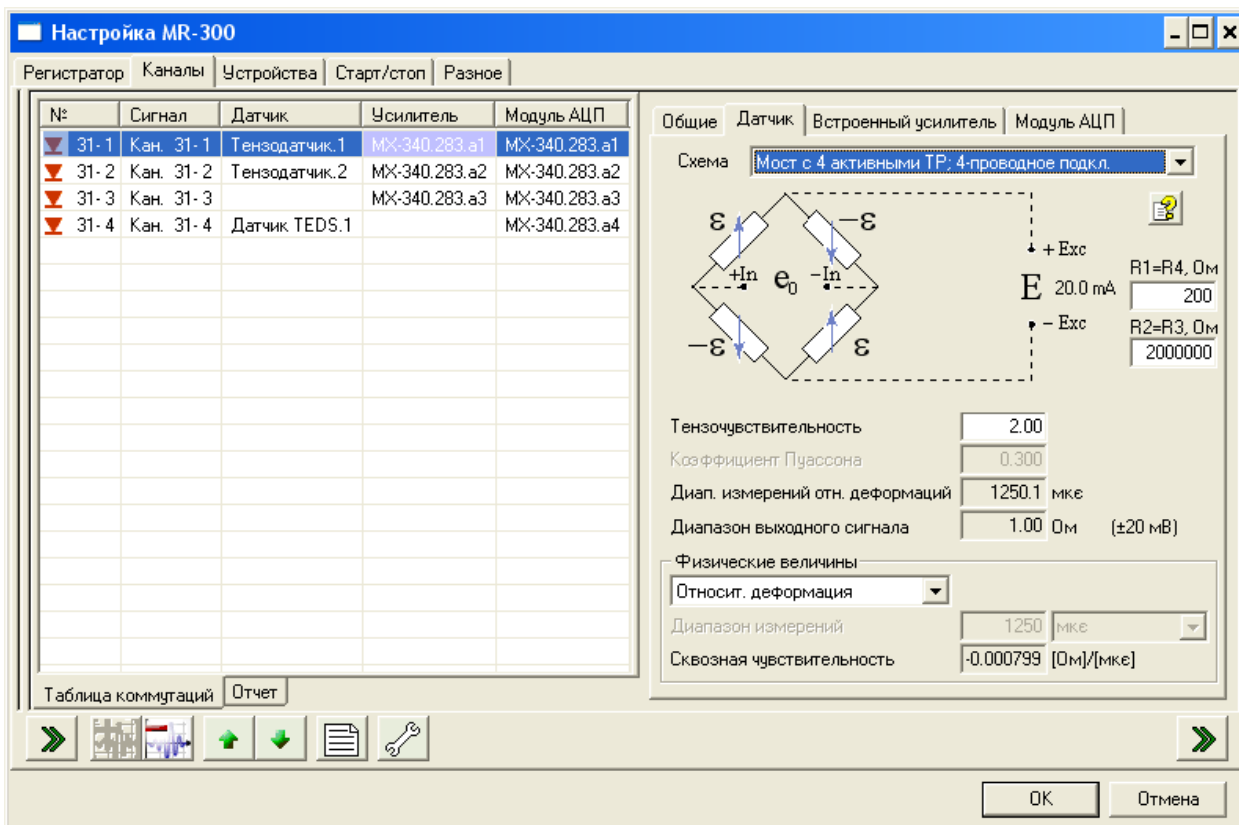 Настройка MR-300
Регистратор Каналы Устройства Старт/стоп Разное
№ Сигнал Датчик Усилитель Модуль АЦП
31- 1 Кан. 31- 1 Тензодатчик.1 MX-340.283.a1 MX-340.283.a1
31- 2 Кан. 31- 2 Тензодатчик.2 MX-340.283.a2 MX-340.283.a2
31- 3 Кан. 31- 3 MX-340.283.a3 MX-340.283.a3
31- 4 Кан. 31- 4 Датчик TEDS.1 MX-340.283.a4
Таблица коммутаций Отчет
Общие Датчик Встроенный усилитель Модуль АЦП
Схема Мост с 4 активными ТР; 4-проводное подкл.
ε −ε
+In e0 −In
−ε ε
+ Exc
E 20.0 mA
− Exc
R1=R4, Ом
200
R2=R3, Ом
2000000
Тензочувствительность 2.00
Коэффициент Пуассона 0.300
Диап. измерений отн. деформаций 1250.1 мкє
Диапазон выходного сигнала 1.00 Ом (±20 мВ)
Физические величины
Относит. деформация
Диапазон измерений 1250 мкє
Сквозная чувствительность -0.000799 [Ом]/[мкє]
OK Отмена